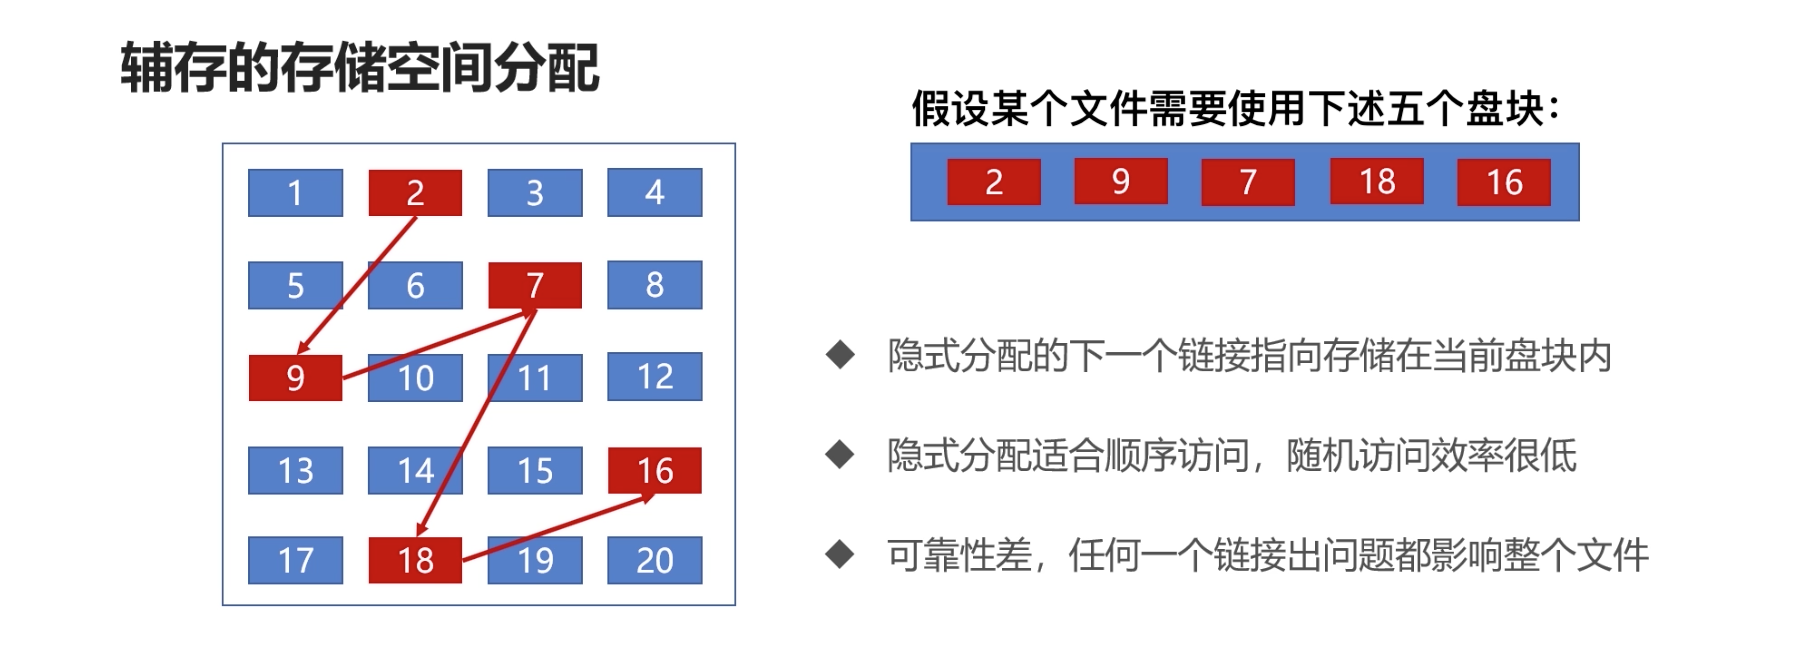 辅存的存储空间分配
假设某个文件需要使用下述五个盘块：
2 9 7 18 16
1 2 3 4
5 6 7 8
9 10 11 12
13 14 15 16
17 18 19 20
隐式分配的下一个链接指向存储在当前盘块内
隐式分配适合顺序访问，随机访问效率很低
可靠性差，任何一个链接出问题都影响整个文件